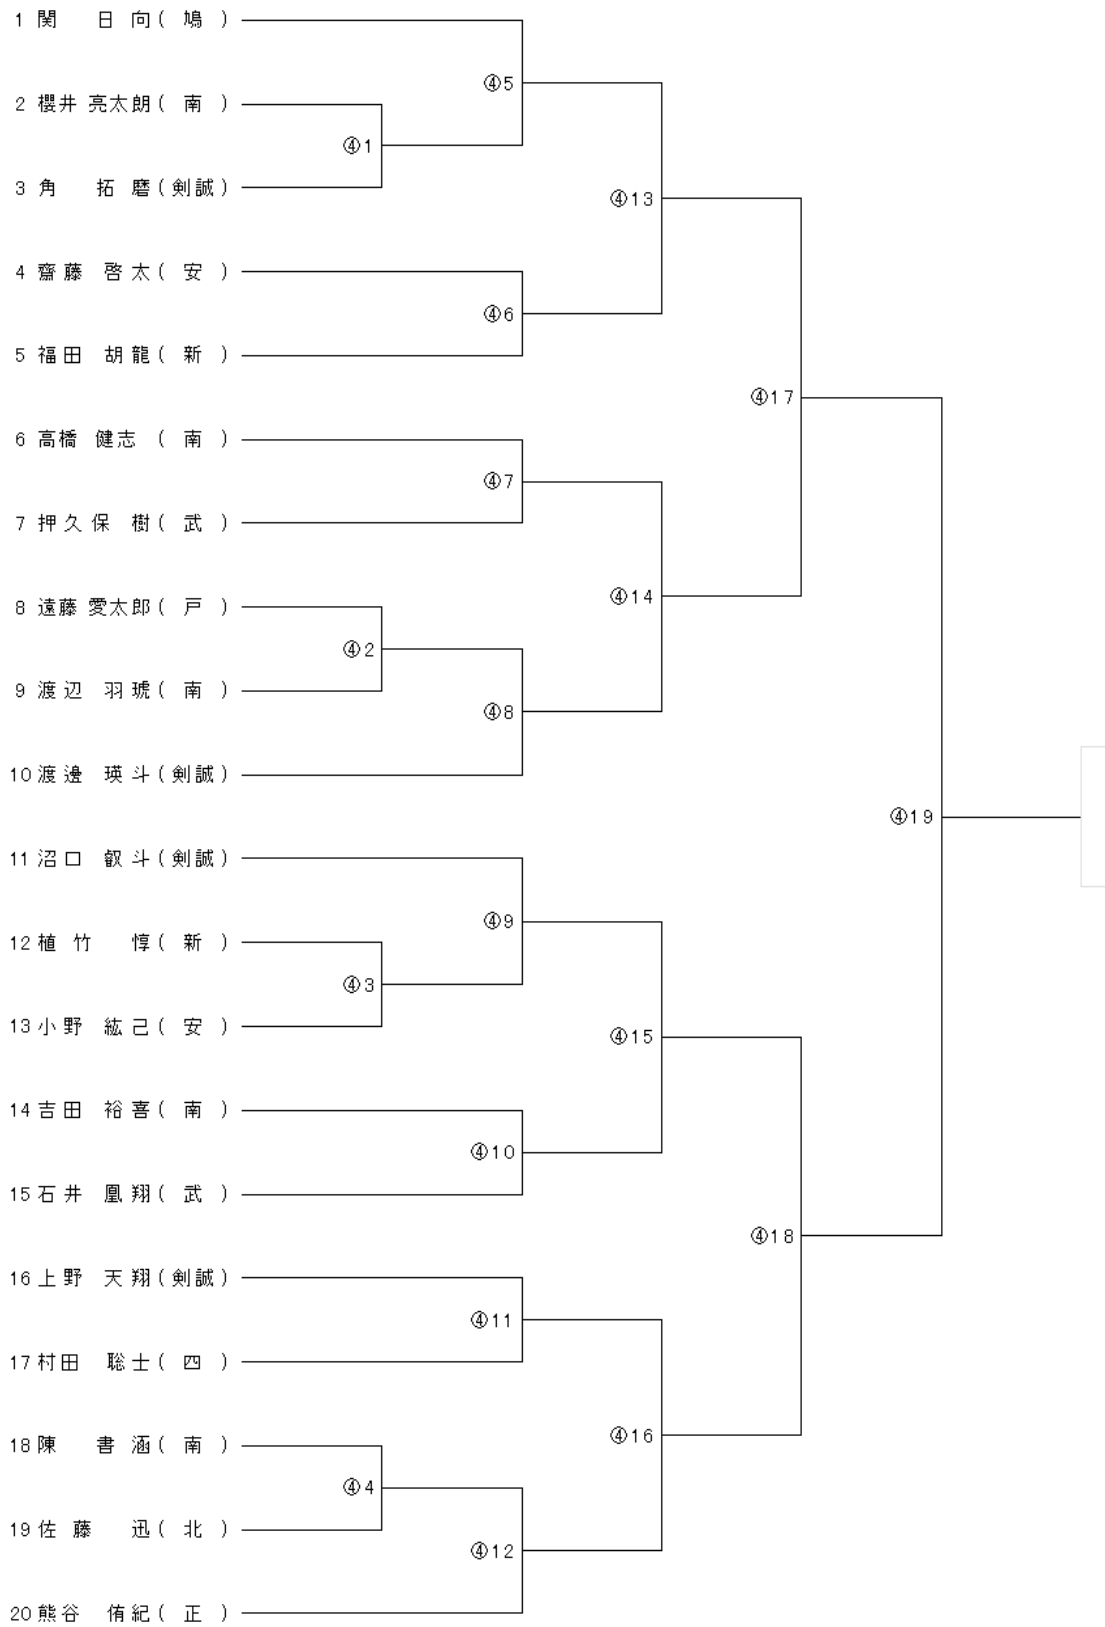 1 関 日 向 ( 鳩 )
④5
2 櫻井 亮太朗 ( 南 )
④1
3 角 拓 磨 ( 剣誠 )
④13
4 齋藤 啓太 ( 安 )
④6
5 福田 胡龍 ( 新 )
④17
6 高橋 健志 ( 南 )
④7
7 押久保 樹 ( 武 )
④14
8 遠藤 愛太郎 ( 戸 )
④2
9 渡辺 羽琥 ( 南 )
④8
10 渡邊 瑛斗 ( 剣誠 )
④19
11 沼口 叡斗 ( 剣誠 )
④9
12 植竹 惇 ( 新 )
④3
13 小野 紘己 ( 安 )
④15
14 吉田 裕喜 ( 南 )
④10
15 石井 凰翔 ( 武 )
④18
16 上野 天翔 ( 剣誠 )
④11
17 村田 聡士 ( 四 )
④16
18 陳 書涵 ( 南 )
④4
19 佐藤 迅 ( 北 )
④12
20 熊谷 侑紀 ( 正 )